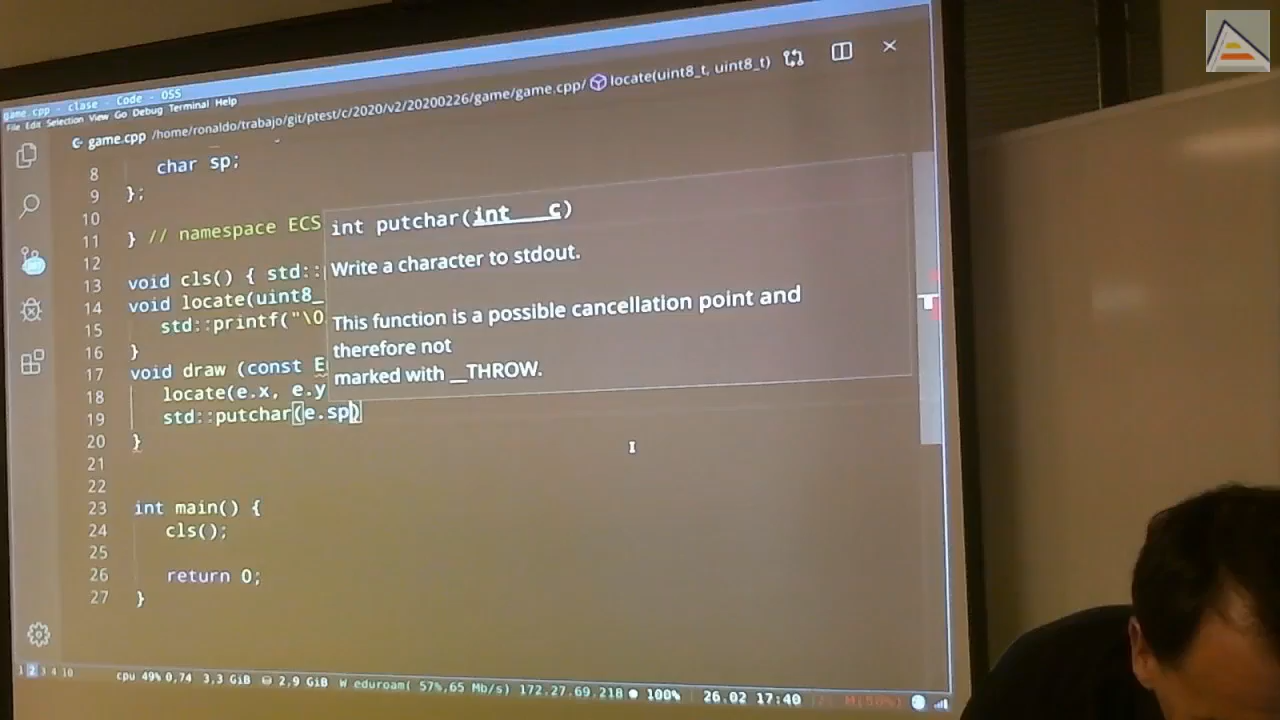 game.cpp - clase - Code - OSS
File Edit Selection View Go Debug Terminal Help
game.cpp /home/ronaldo/trabajo/git/ptest/c/2020/v2/20200226/game/game.cpp/ locate(uint8_t, uint8_t)
8 char sp;
9 };
10
11 } // namespace ECS
12
13 void cls() { std::
14 void locate(uint8_
15 std::printf("\0
16 }
17 void draw (const E
18 locate(e.x, e.y
19 std::putchar(e.sp)
20 }
21
22
23 int main() {
24 cls();
25
26 return 0;
27 }
int putchar(int __c)
Write a character to stdout.
This function is a possible cancellation point and
therefore not
marked with __THROW.
1 2 3 4 10 cpu 49% 0,74 3,3 GiB 2,9 GiB W eduroam( 57%,65 Mb/s) 172.27.69.218 100% 26.02 17:40